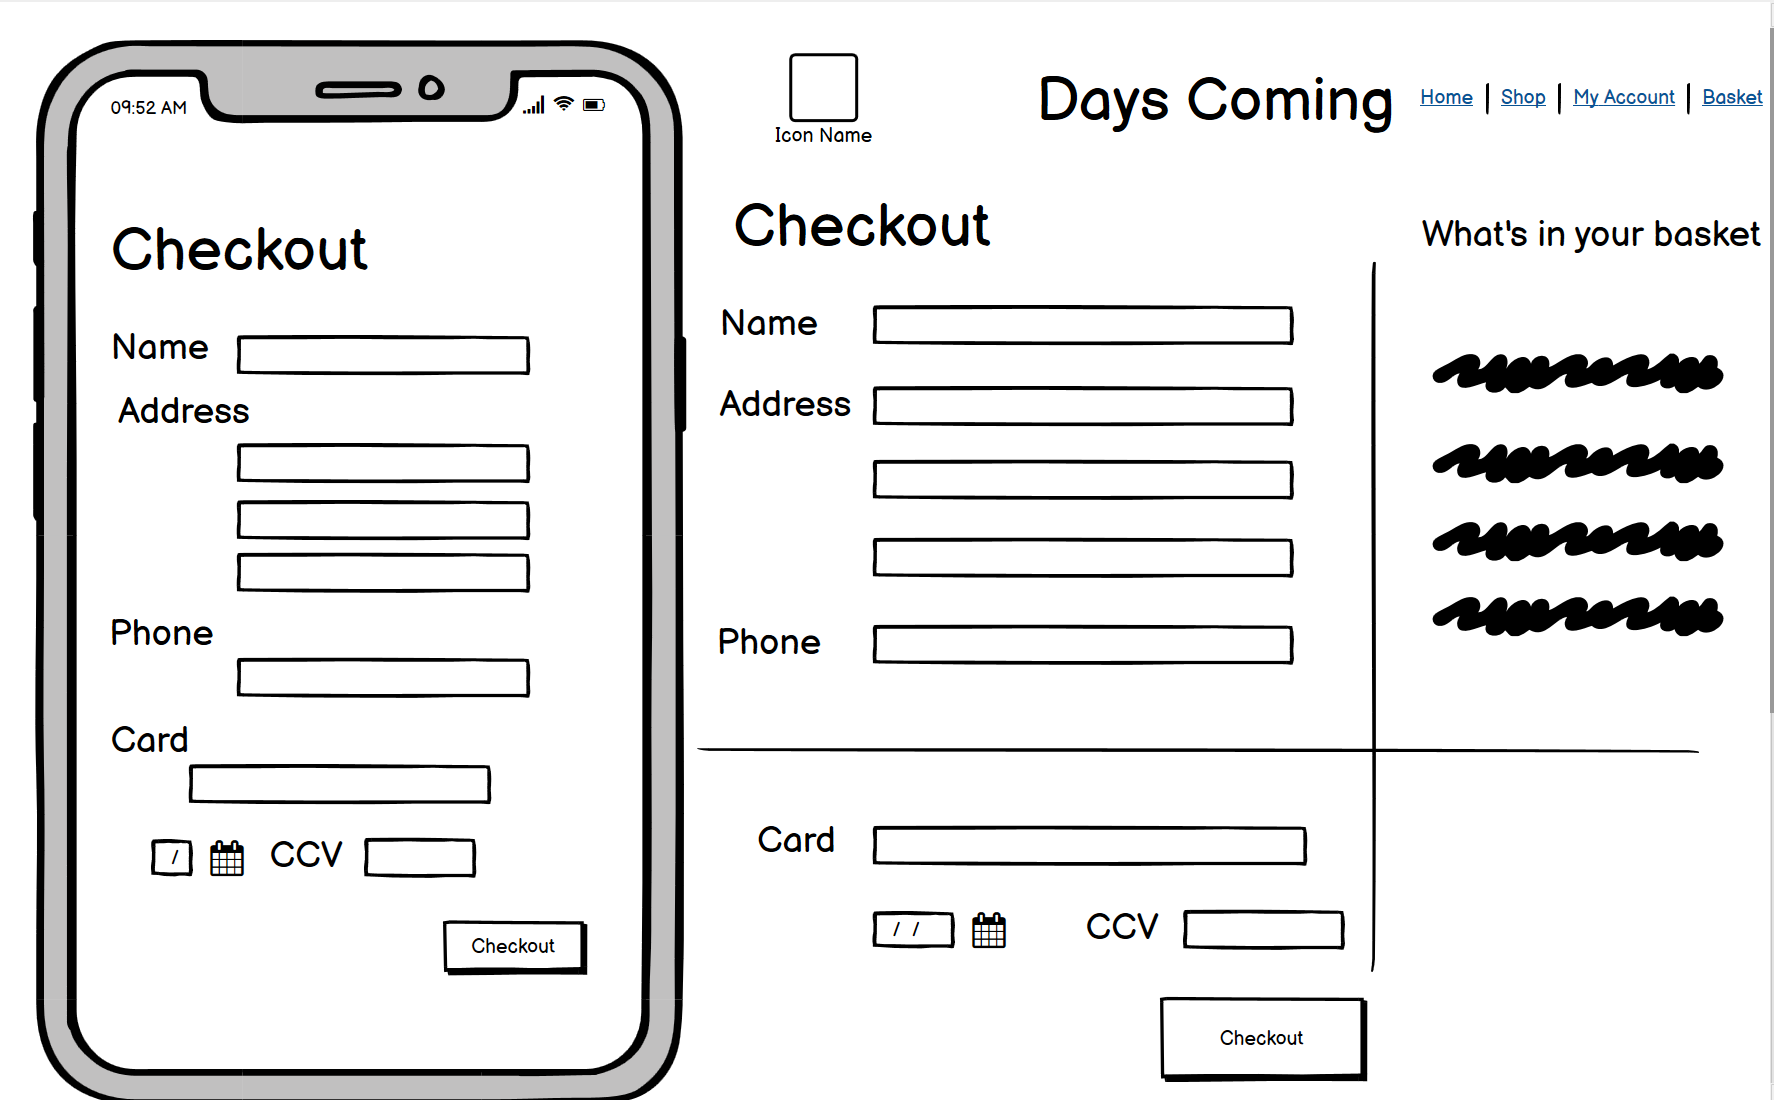 09:52 AM
Checkout
Name
Address
Phone
Card
/
CCV
Checkout
Icon Name
Days Coming
Home | Shop | My Account | Basket
Checkout
What's in your basket
Name
Address
Phone
Card
/ /
CCV
Checkout